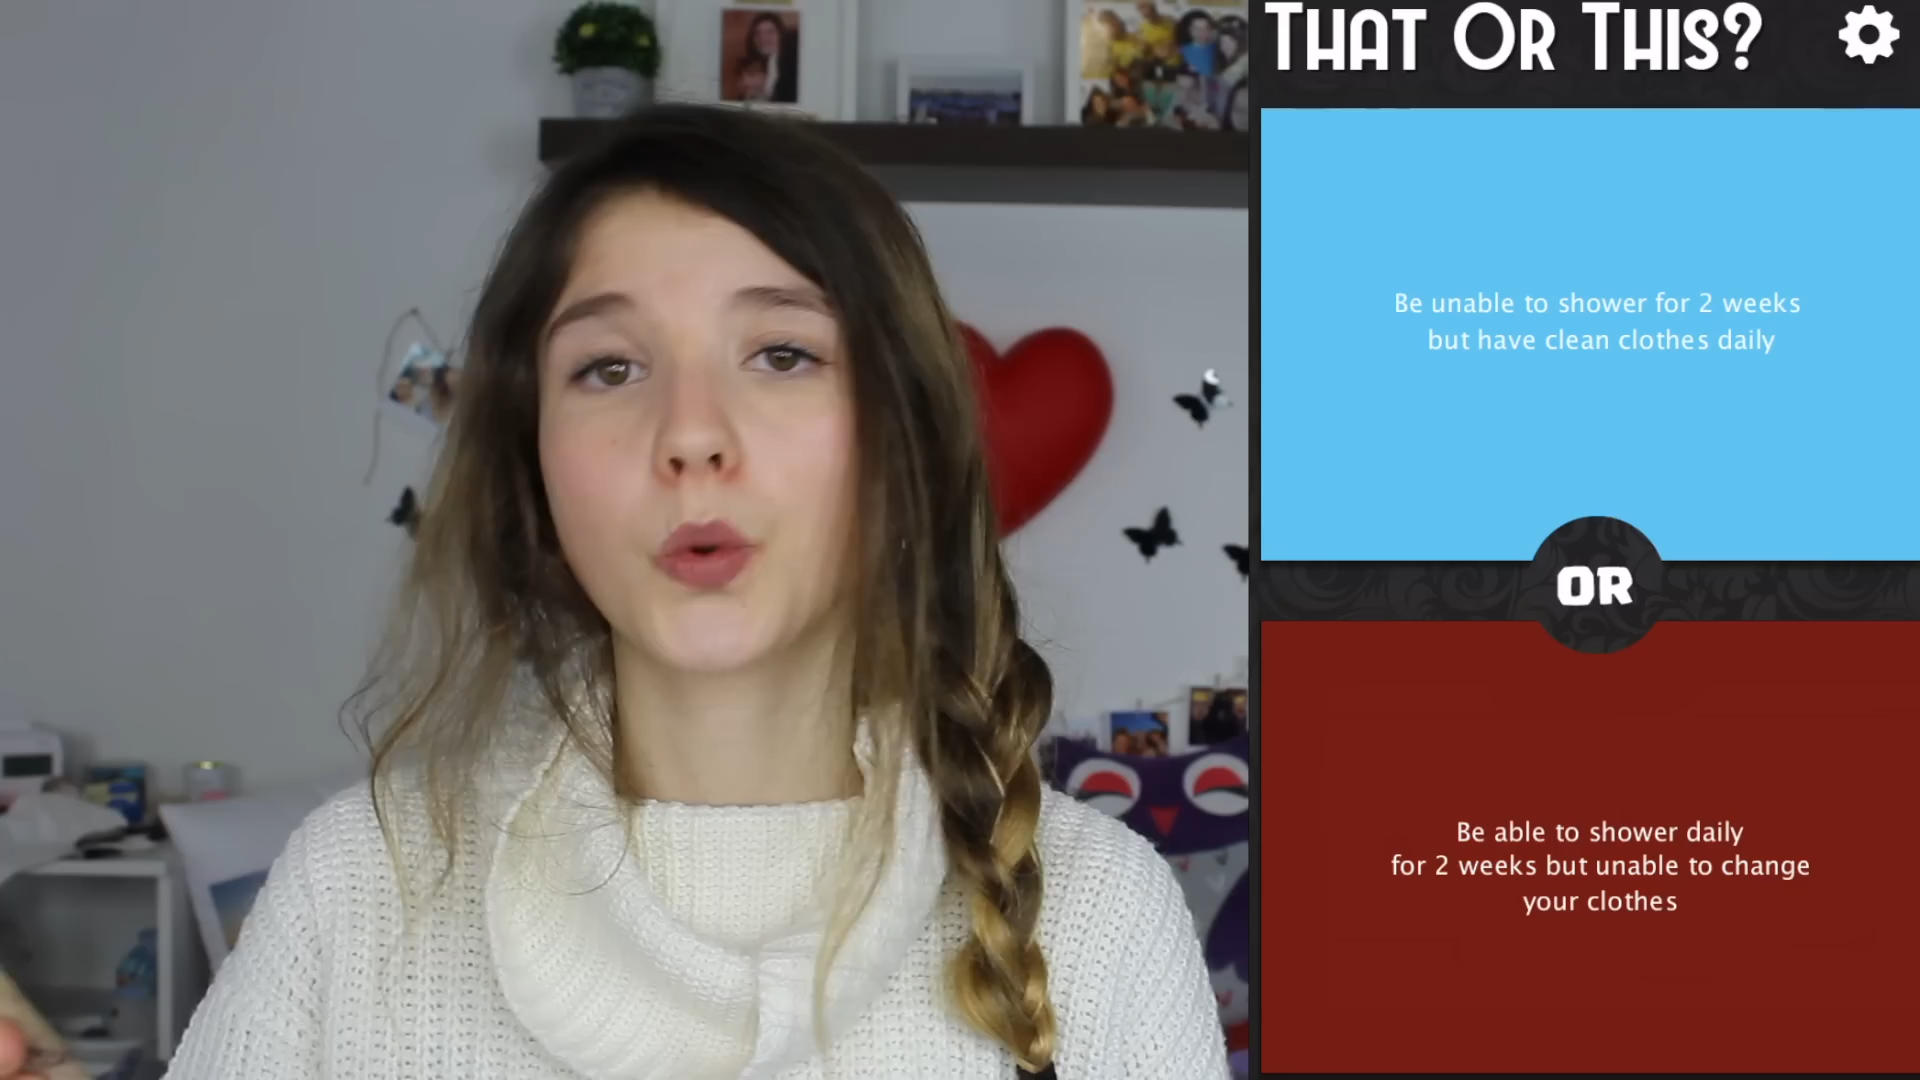 THAT OR THIS?
Be unable to shower for 2 weeks
but have clean clothes daily
OR
Be able to shower daily
for 2 weeks but unable to change
your clothes